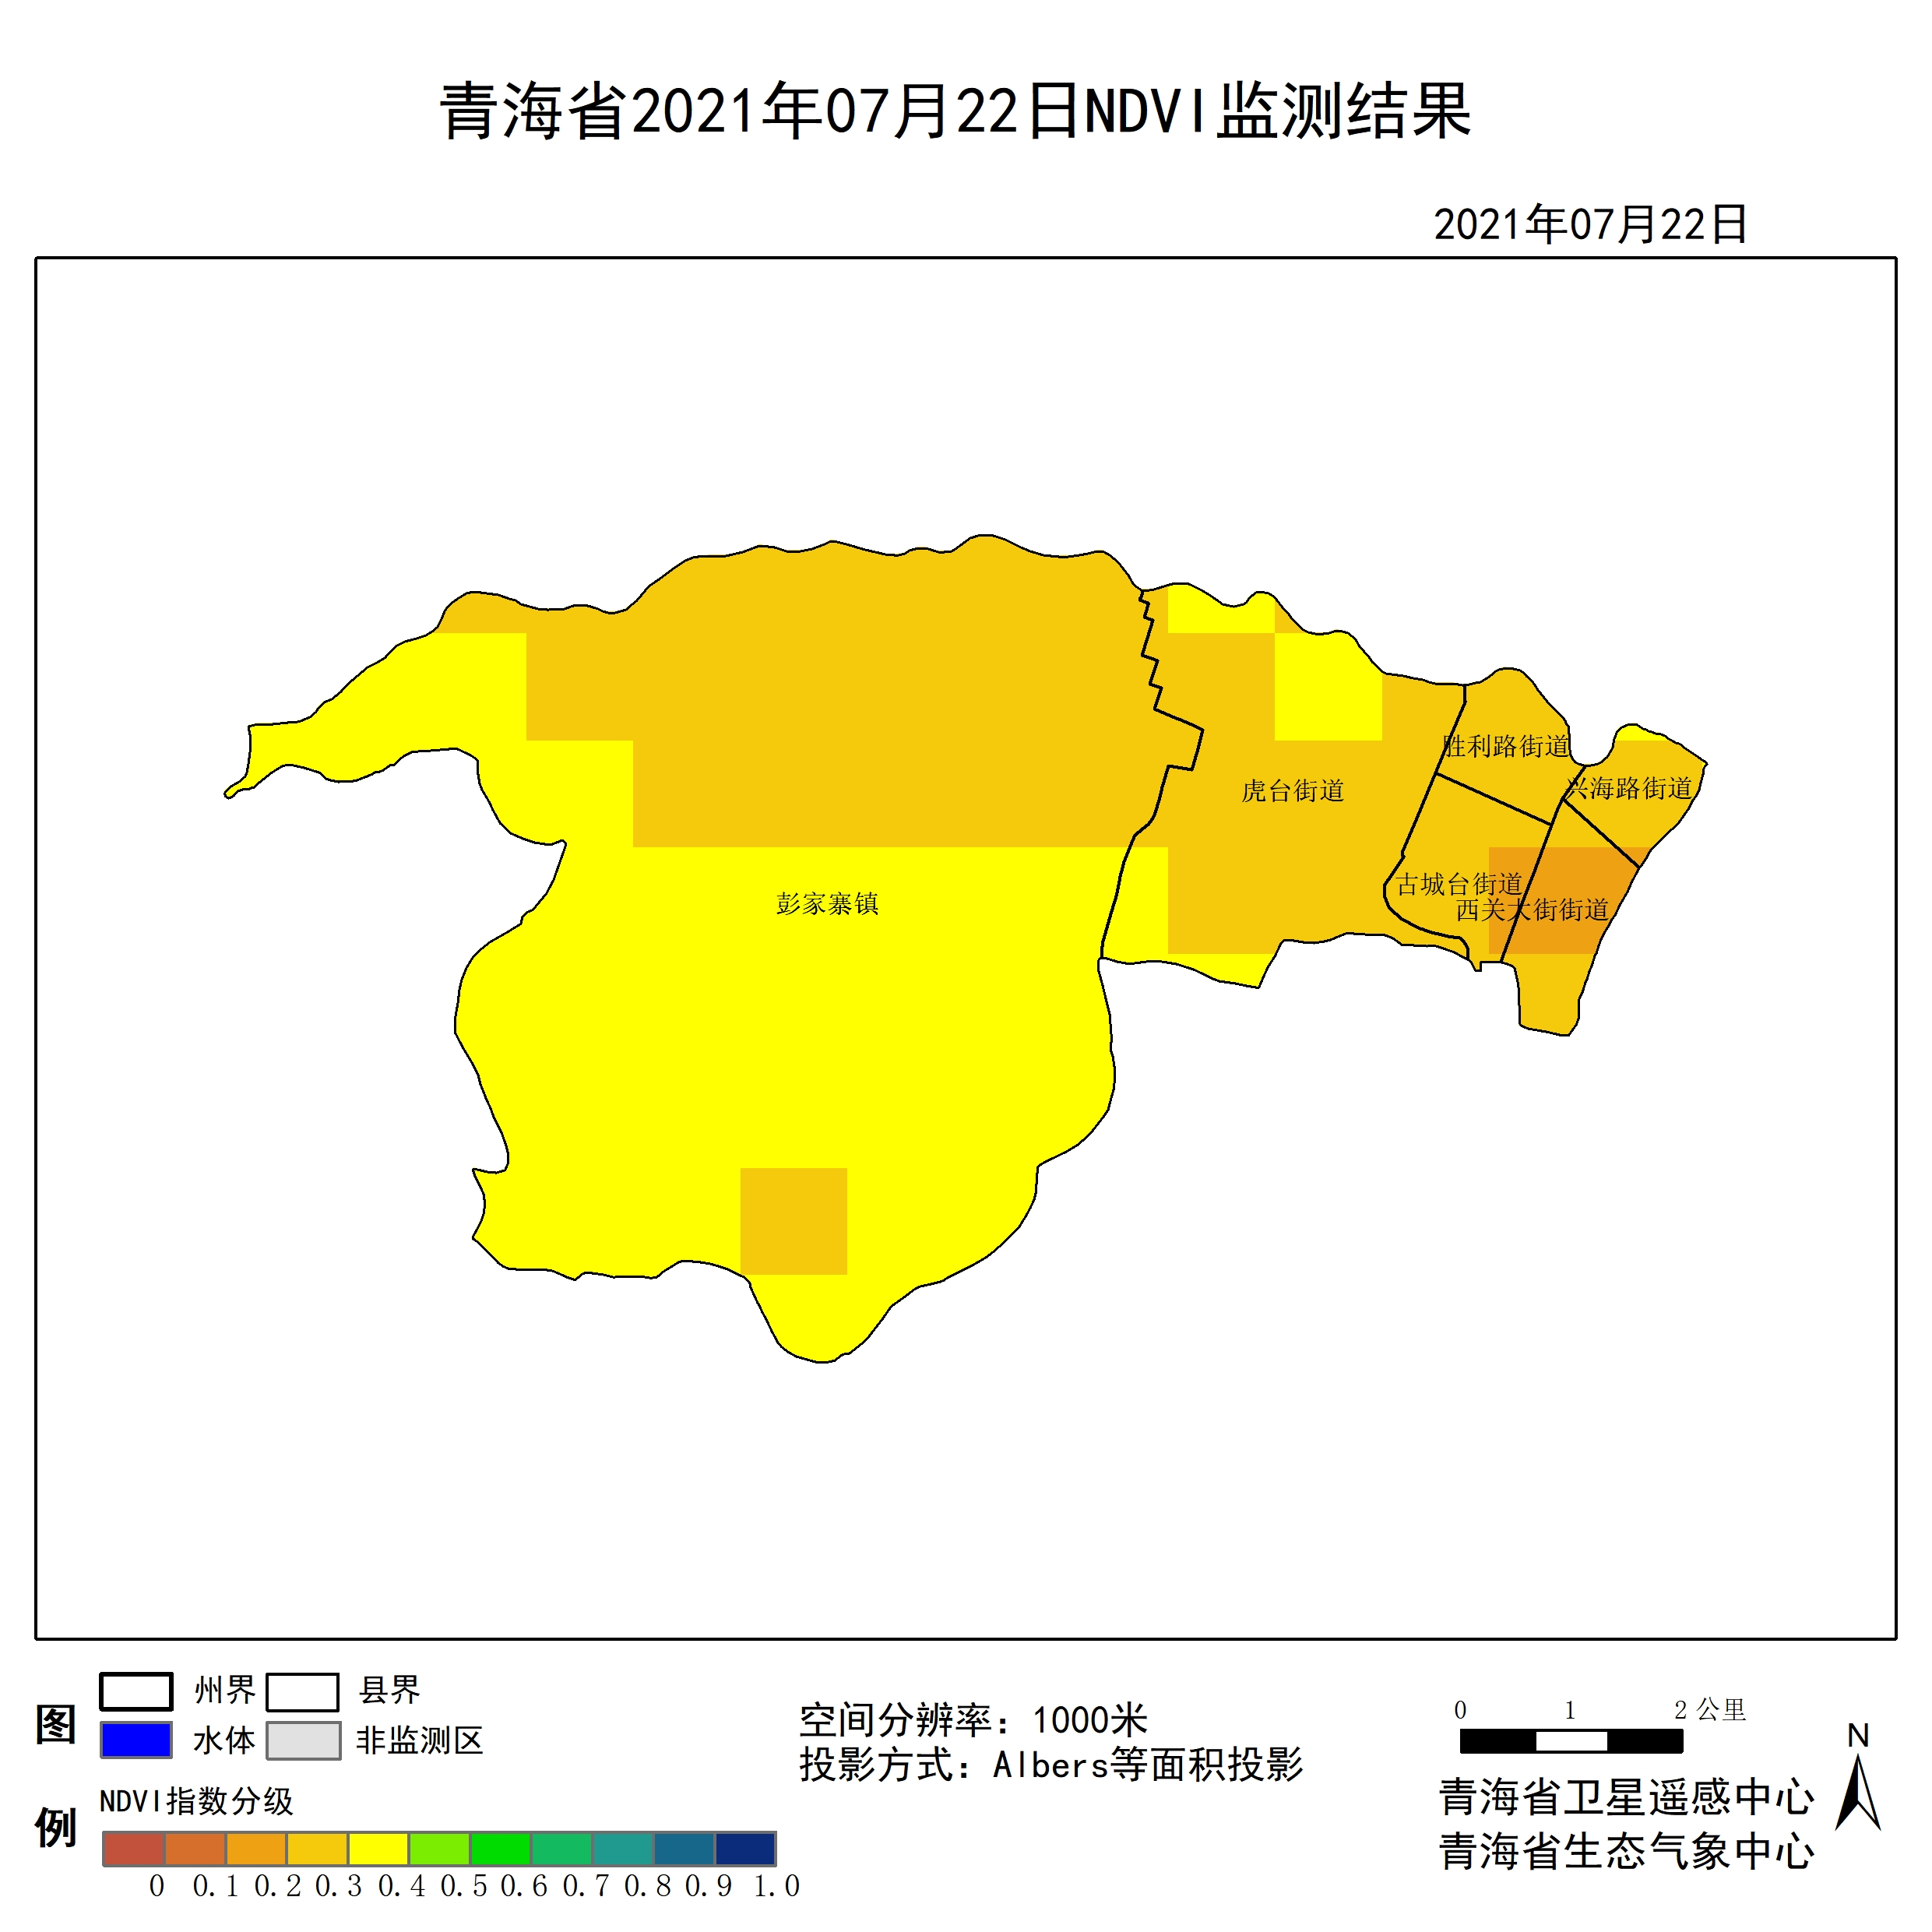 青海省2021年07月22日NDVI监测结果
2021年07月22日
胜利路街道
虎台街道
兴海路街道
古城台街道
彭家寨镇
西关大街街道
图例
州界
县界
水体
非监测区
NDVI指数分级
0 0.1 0.2 0.3 0.4 0.5 0.6 0.7 0.8 0.9 1.0
空间分辨率：1000米
投影方式：Albers等面积投影
0 1 2 公里
N
青海省卫星遥感中心
青海省生态气象中心